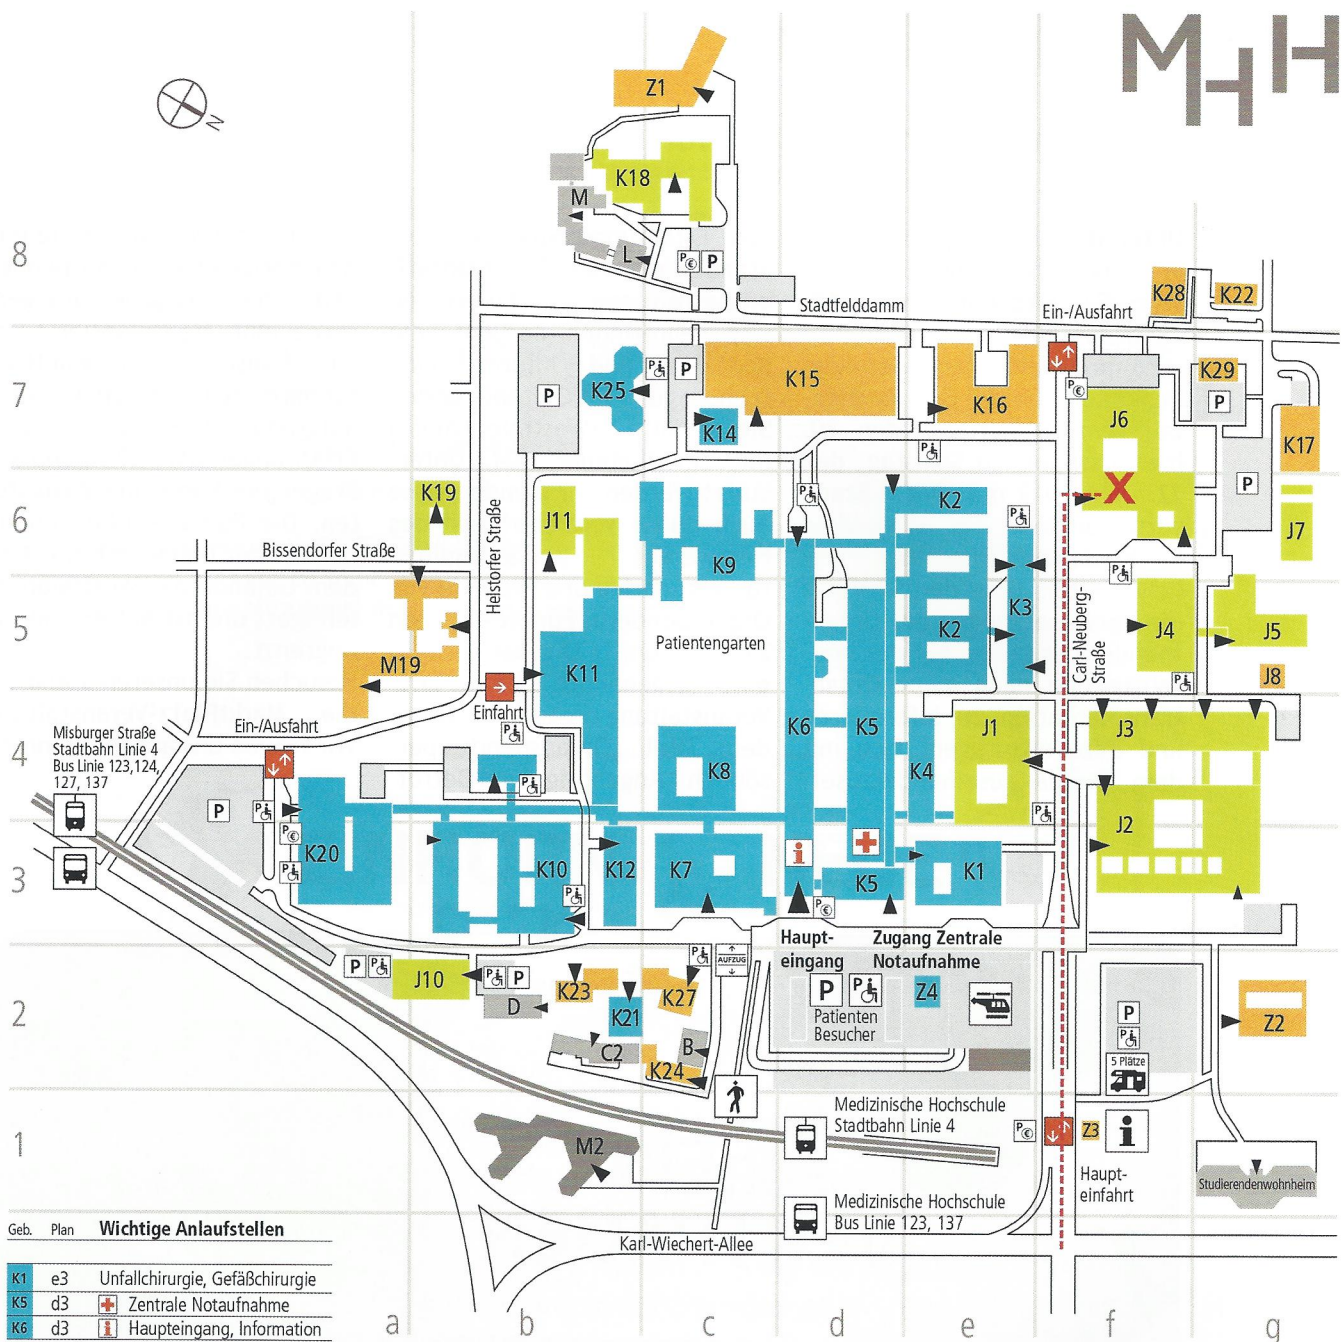 MHH
N
Z1
K18
M
L
P€
P
8
Stadtfelddamm
Ein-/Ausfahrt
K28
K22
7
P
K25
P
P
K15
K16
P€
K29
P
K14
J6
K17
P
P
K19
6
J11
P
K2
P
X
P
J7
Bissendorfer Straße
Helstorfer Straße
K9
K3
P
5
Patientengarten
K2
Carl-Neuberg-
Straße
J4
J5
K11
M19
P
J8
Einfahrt
Ein-/Ausfahrt
Misburger Straße
Stadtbahn Linie 4
Bus Linie 123,124,
127, 137
4
P
K6
K5
J1
J3
K8
K4
P
P
P
P€
P
J2
3
K20
K10
K12
K7
i
K5
K1
P
P
P€
Haupt-
eingang
Zugang Zentrale
Notaufnahme
AUFZUG
P
P
P
J10
P
P
K23
K27
P
P
Z4
Patienten
Besucher
2
D
K21
C2
B
K24
P
P
5 Plätze
Z2
1
M2
Medizinische Hochschule
Stadtbahn Linie 4
P€
Z3
i
Haupt-
einfahrt
Studierendenwohnheim
Medizinische Hochschule
Bus Linie 123, 137
Karl-Wiechert-Allee
Geb. Plan Wichtige Anlaufstellen
K1 e3 Unfallchirurgie, Gefäßchirurgie
K5 d3 Zentrale Notaufnahme
K6 d3 i Haupteingang, Information
a b c d e f g